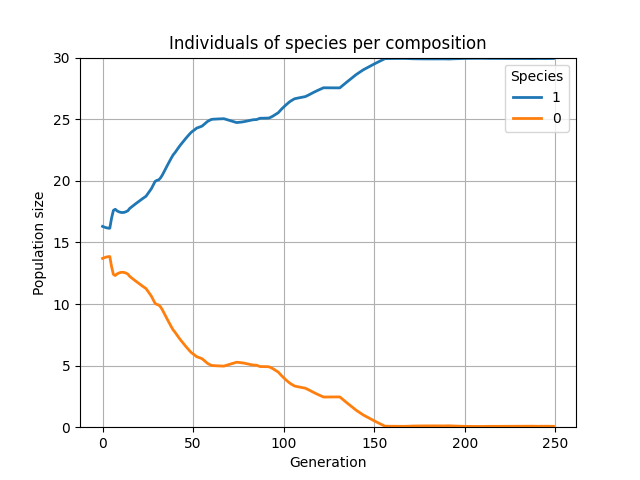 Individuals of species per composition
Species
1
0
Population size
30
25
20
15
10
5
0
0 50 100 150 200 250
Generation